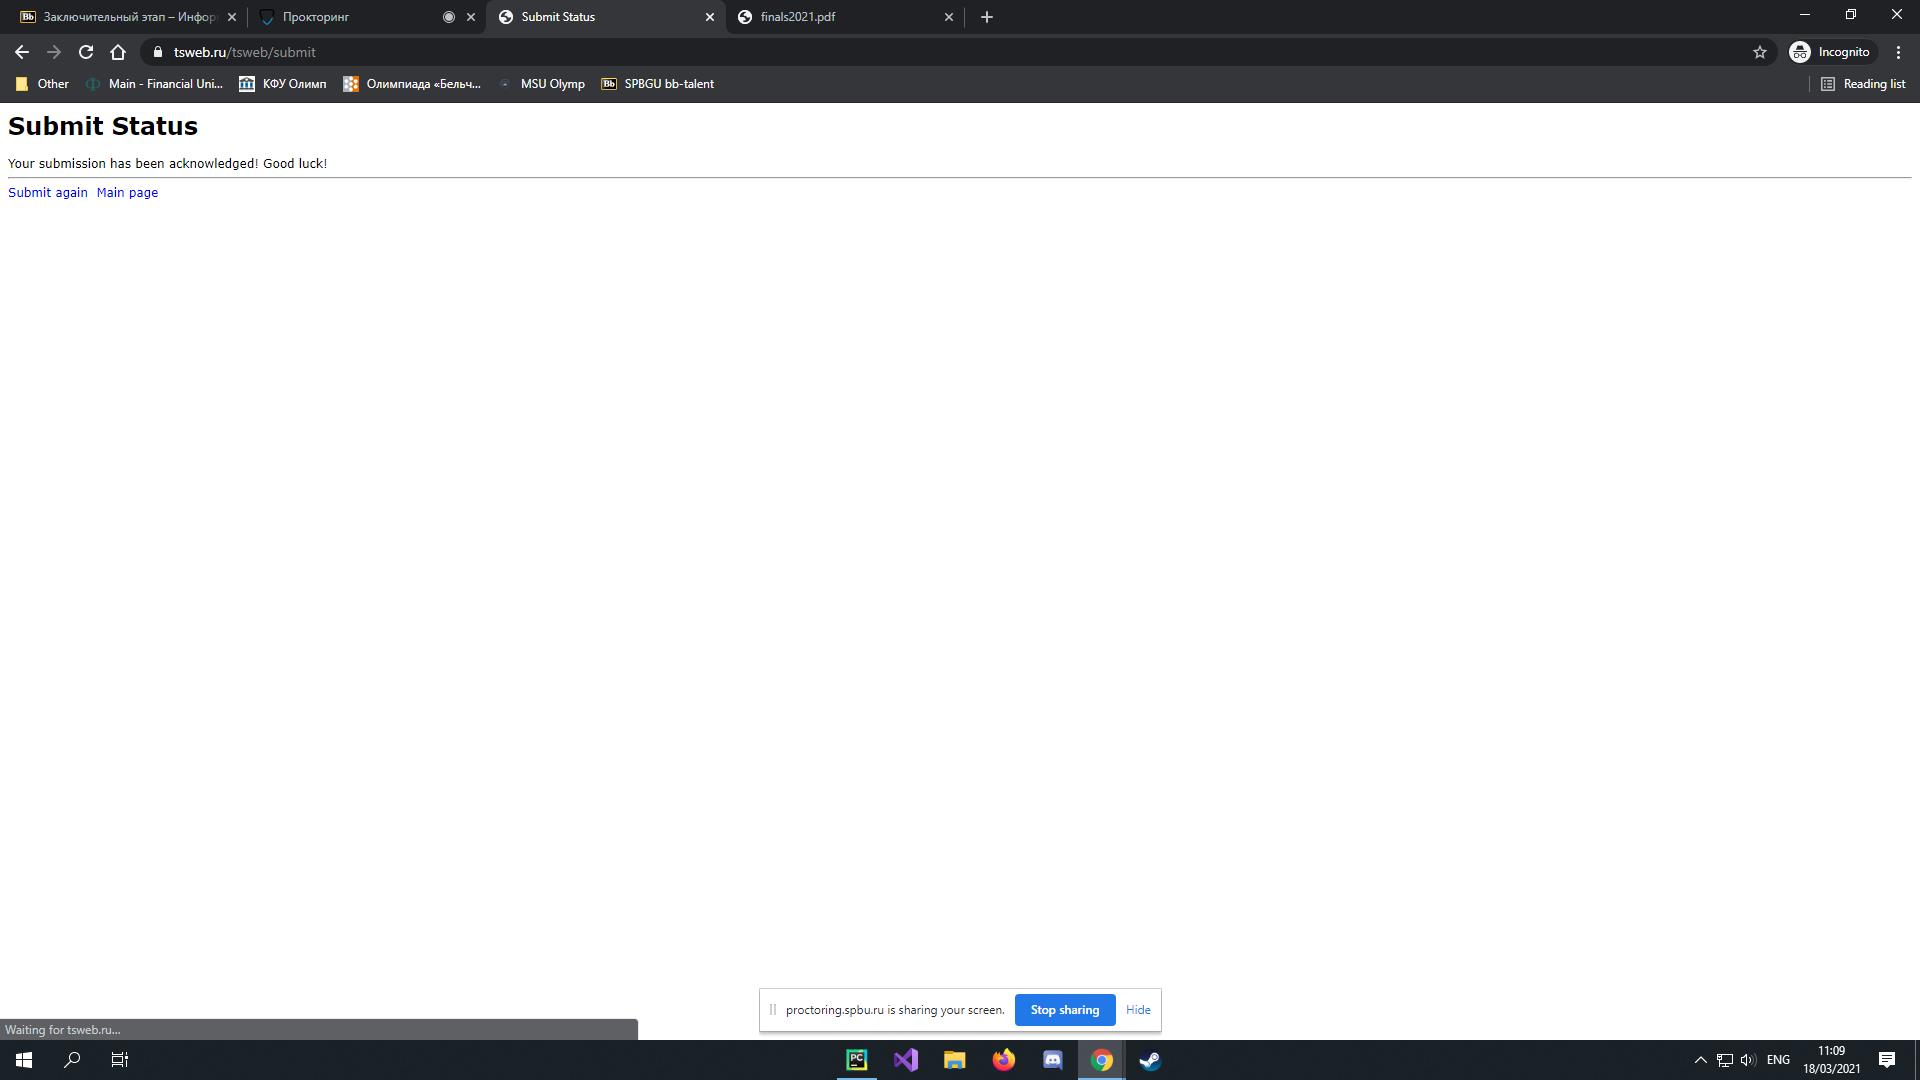 Заключительный этап – Инфор
Прокторинг
Submit Status
finals2021.pdf
tsweb.ru/tsweb/submit
Incognito
Other
Main - Financial Uni...
КФУ Олимп
Олимпиада «Бельч...
MSU Olymp
Bb SPBGU bb-talent
Reading list
Submit Status
Your submission has been acknowledged! Good luck!
Submit again Main page
proctoring.spbu.ru is sharing your screen. Stop sharing Hide
Waiting for tsweb.ru...
PC
ENG
11:09
18/03/2021